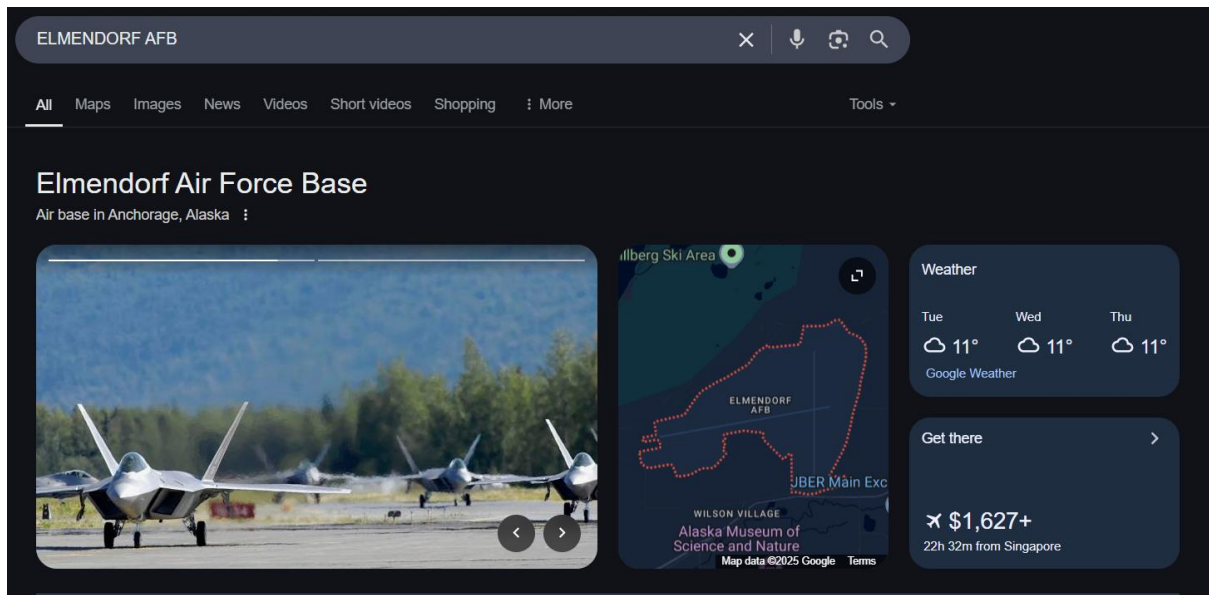 ELMENDORF AFB
All Maps Images News Videos Short videos Shopping More Tools
Elmendorf Air Force Base
Air base in Anchorage, Alaska
Ski Area
ELMENDORF
AFB
JBER Main Exc
WILSON VILLAGE
Alaska Museum of
Science and Nature
Map data ©2025 Google Terms
Weather
Tue Wed Thu
11° 11° 11°
Google Weather
Get there
$1,627+
22h 32m from Singapore